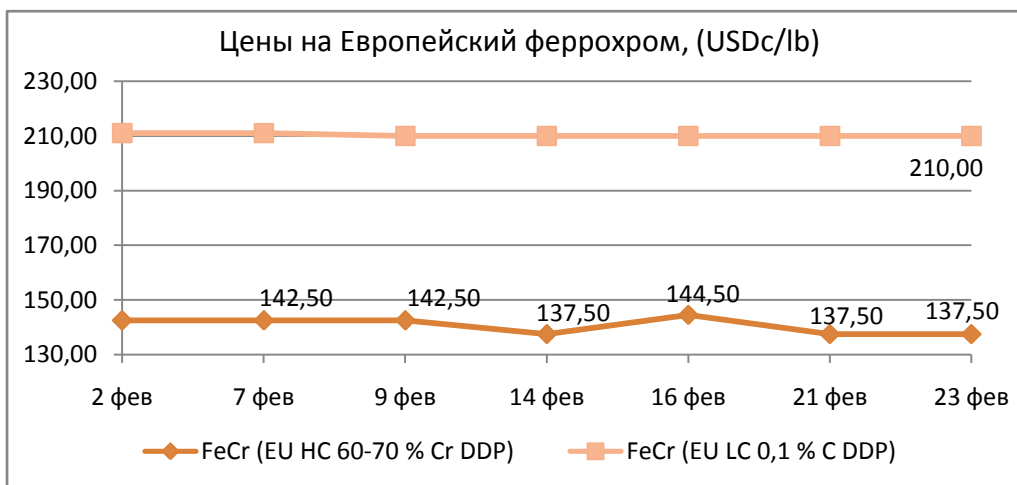 Цены на Европейский феррохром, (USDc/lb)
230,00
210,00
210,00
190,00
170,00
150,00
142,50 142,50 137,50 144,50 137,50 137,50
130,00
2 фев 7 фев 9 фев 14 фев 16 фев 21 фев 23 фев
FeCr (EU HC 60-70 % Cr DDP) FeCr (EU LC 0,1 % C DDP)